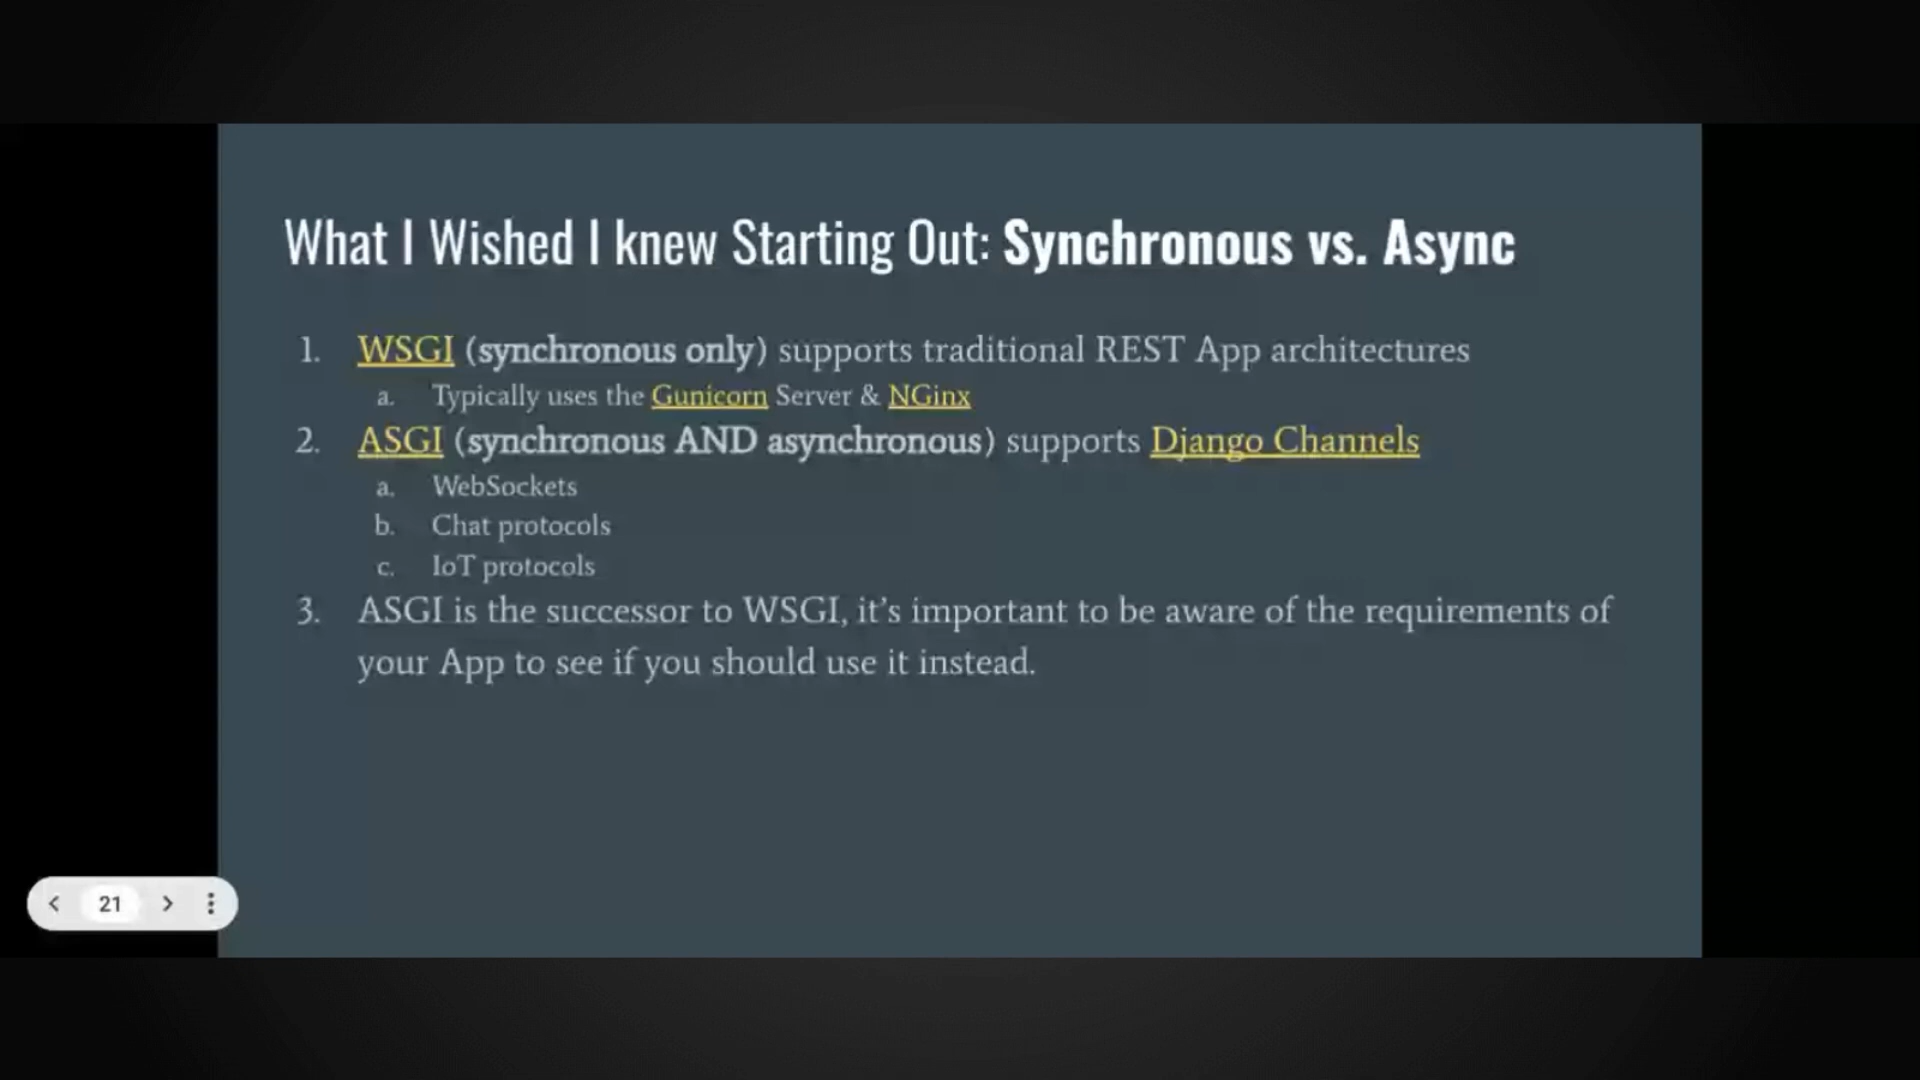 What I Wished I knew Starting Out: Synchronous vs. Async
1. WSGI (synchronous only) supports traditional REST App architectures
a. Typically uses the Gunicorn Server & NGinx
2. ASGI (synchronous AND asynchronous) supports Django Channels
a. WebSockets
b. Chat protocols
c. IoT protocols
3. ASGI is the successor to WSGI, it’s important to be aware of the requirements of
your App to see if you should use it instead.
21